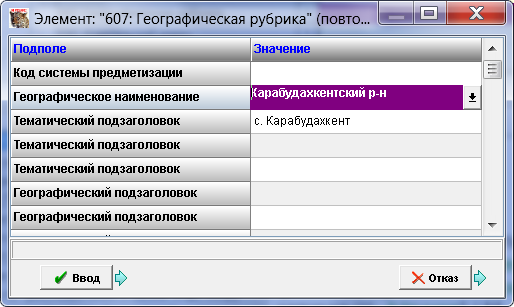 Элемент: "607: Географическая рубрика" (повто...
Подполе Значение
Код системы предметизации
Географическое наименование Карабудахкентский р-н
Тематический подзаголовок с. Карабудахкент
Тематический подзаголовок
Тематический подзаголовок
Географический подзаголовок
Географический подзаголовок
Ввод Отказ